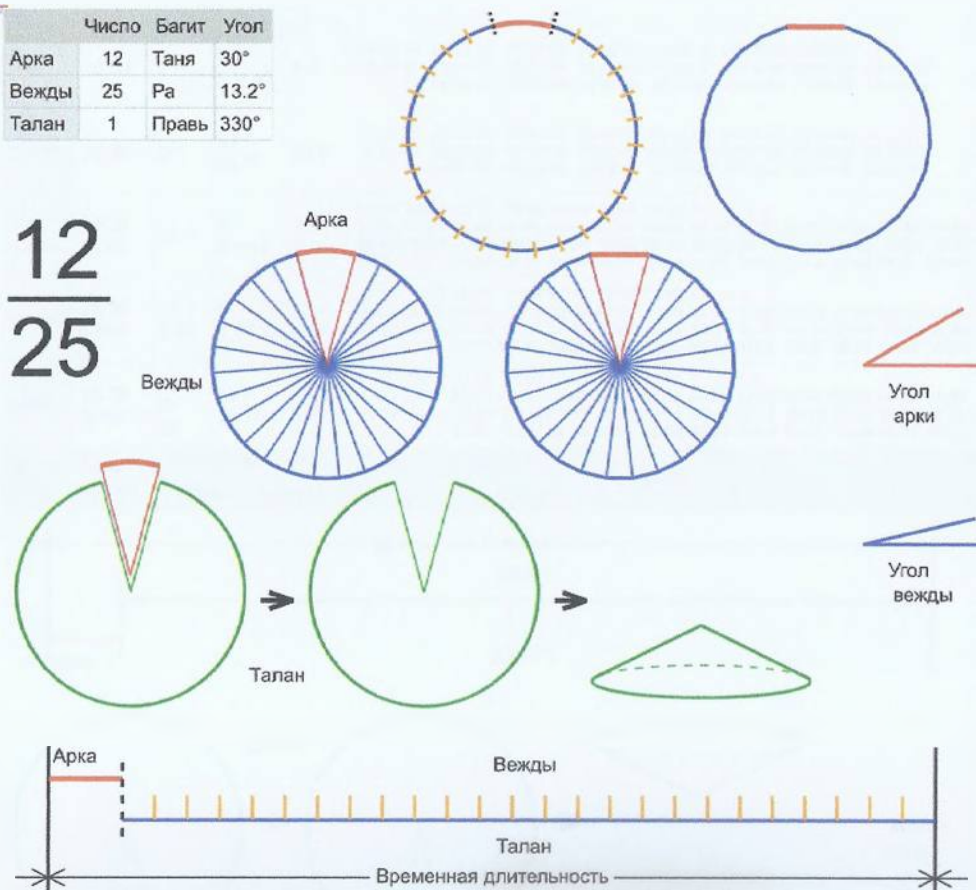 Число Багит Угол
Арка 12 Таня 30°
Вежды 25 Ра 13.2°
Талан 1 Правь 330°
12
25
Арка
Вежды
Угол
арки
Угол
вежды
Талан
Арка
Вежды
Талан
Временная длительность